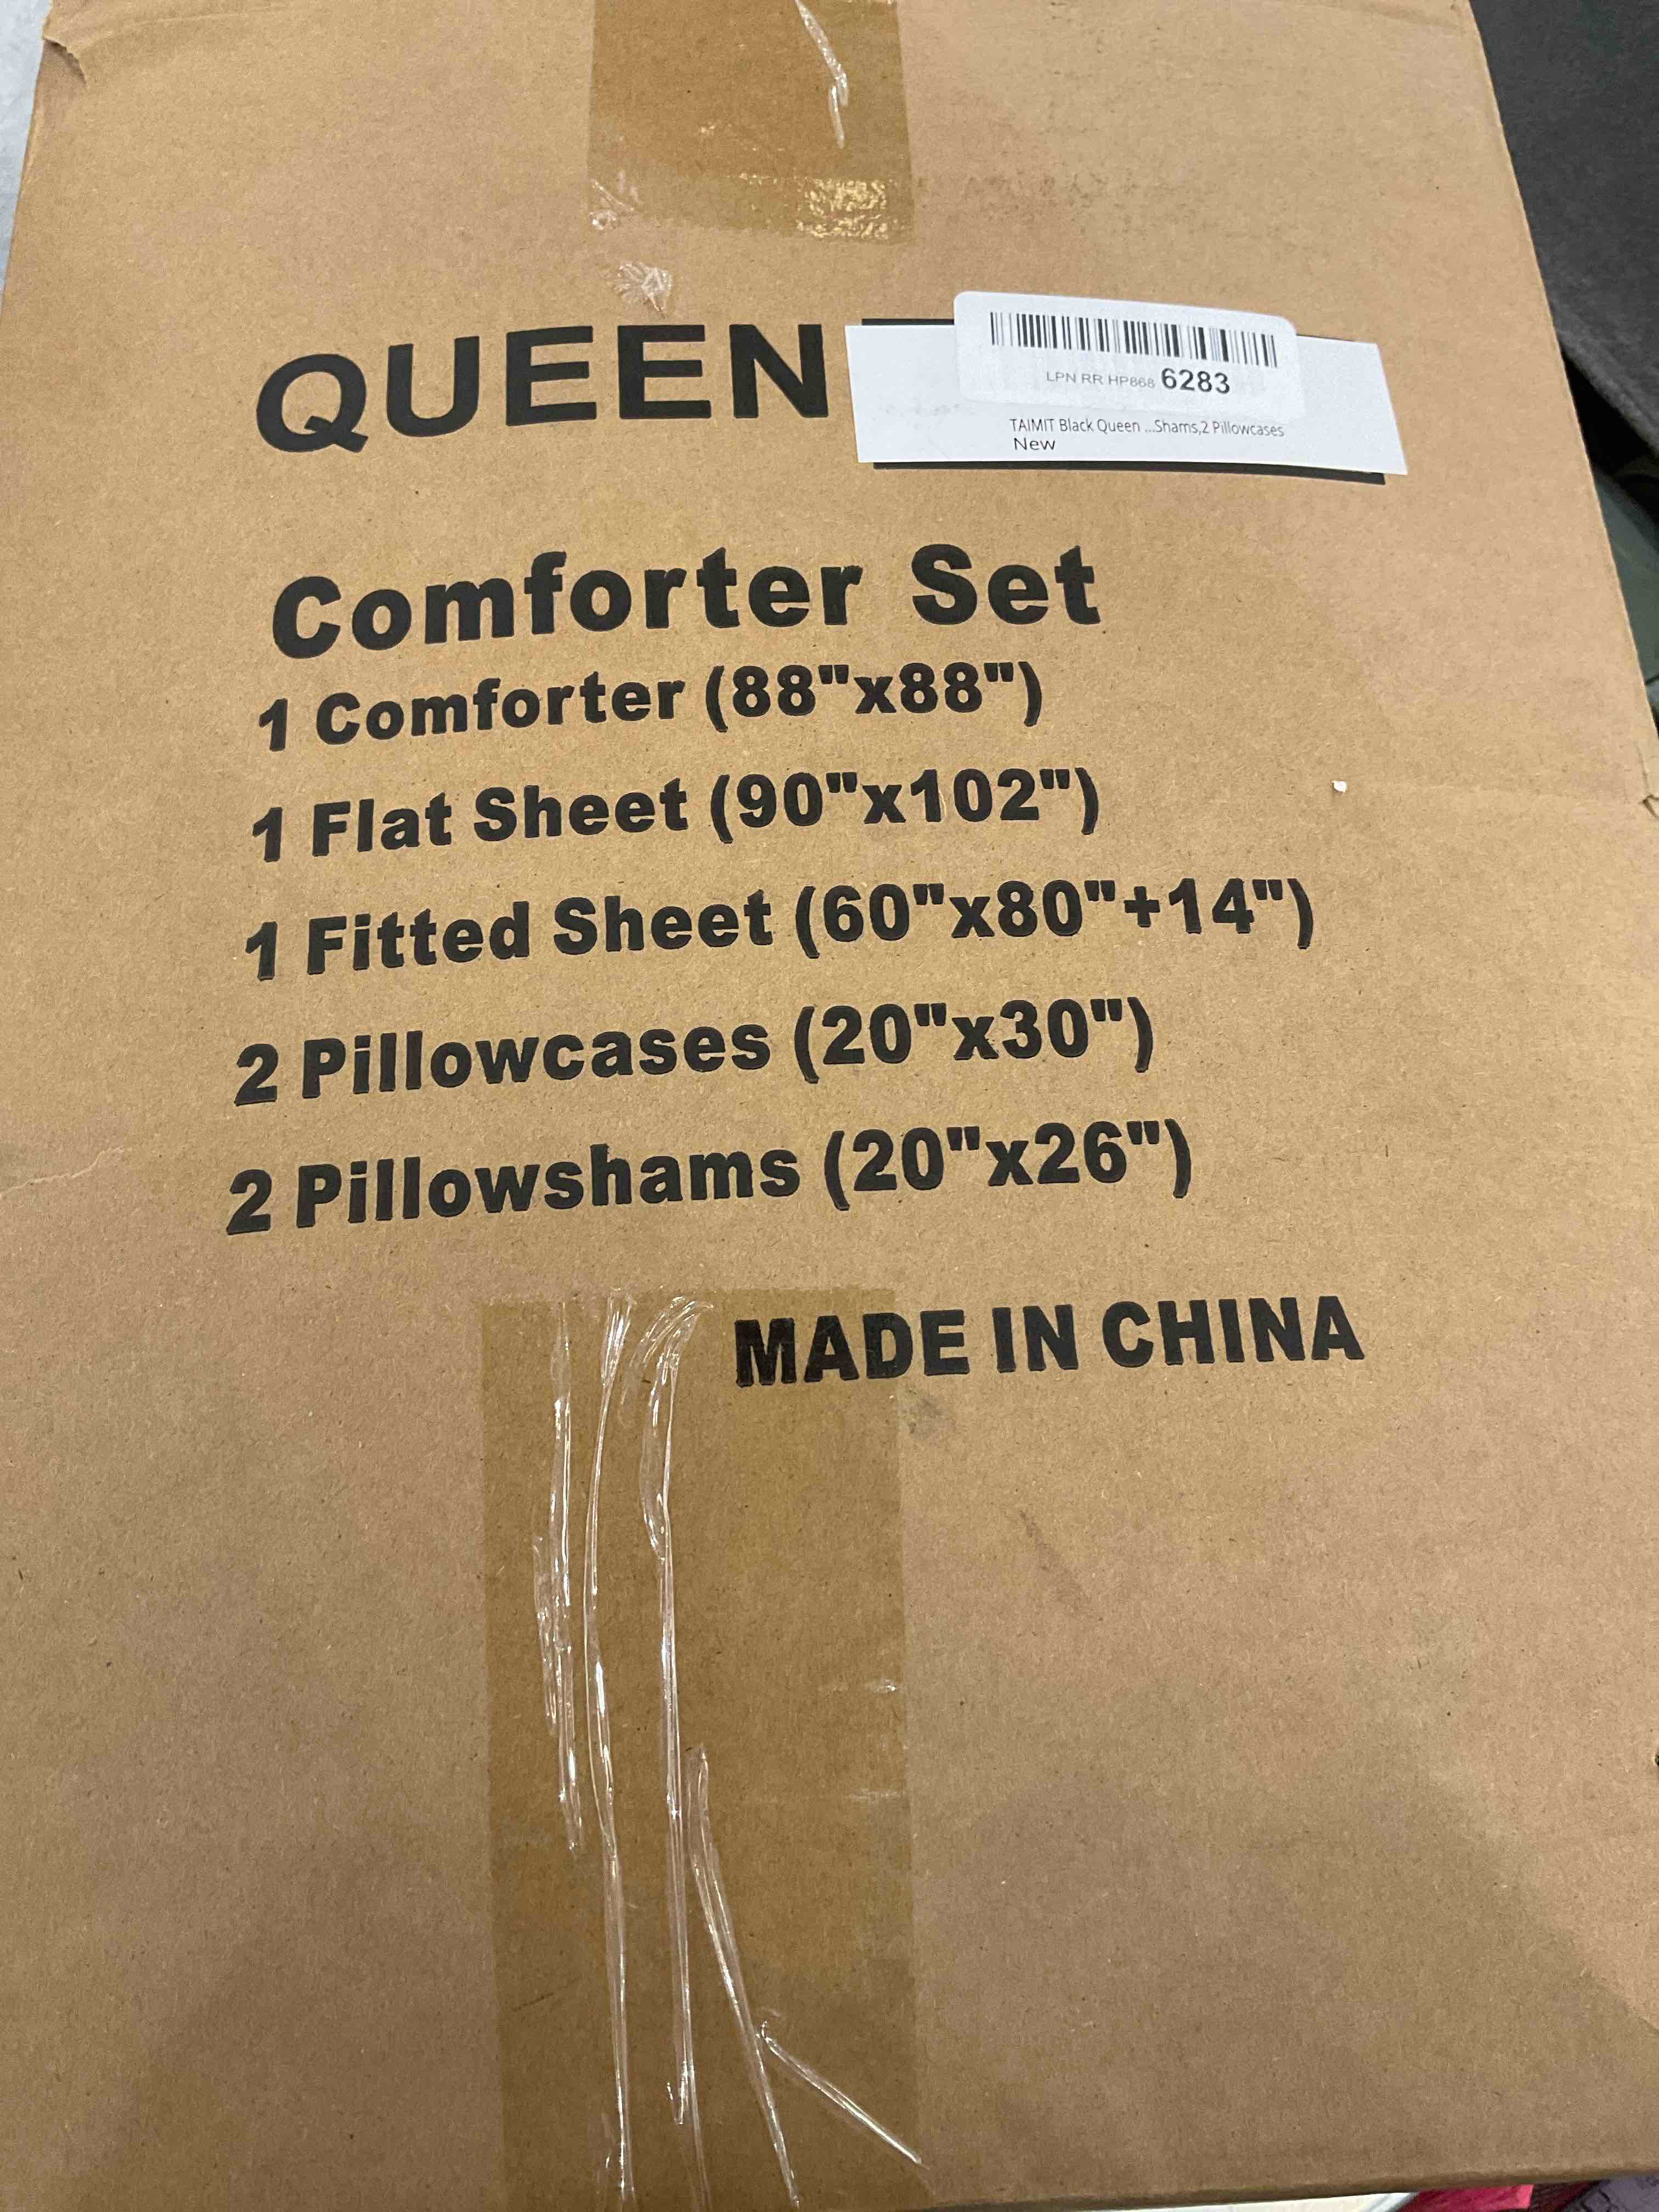 QUEEN
LPN RR HP868 6283
TAIMIT Black Queen ...Shams,2 Pillowcases
New
Comforter Set
1 Comforter (88"x88")
1 Flat Sheet (90"x102")
1 Fitted Sheet (60"x80"+14")
2 Pillowcases (20"x30")
2 Pillowshams (20"x26")
MADE IN CHINA